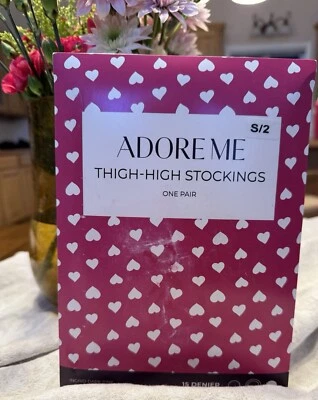 S/2
ADORE ME
THIGH-HIGH STOCKINGS
ONE PAIR
15 DENIER